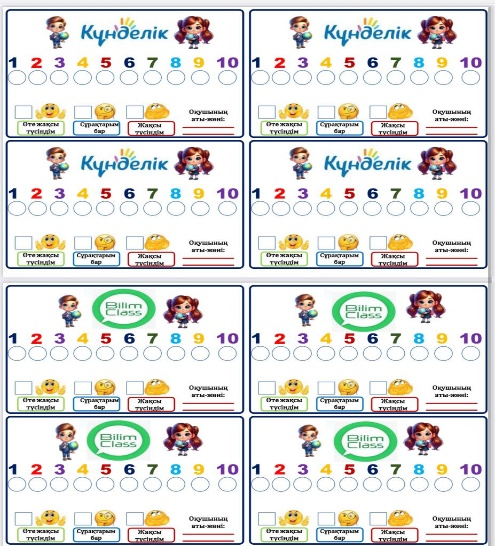 Күнделік Күнделік
1 2 3 4 5 6 7 8 9 10 1 2 3 4 5 6 7 8 9 10
Оқушының Оқушының
аты-жөні: аты-жөні:
Өте жақсы Сұрақтарым Жақсы Өте жақсы Сұрақтарым Жақсы
түсіндім бар түсіндім түсіндім бар түсіндім
Күнделік Күнделік
1 2 3 4 5 6 7 8 9 10 1 2 3 4 5 6 7 8 9 10
Оқушының Оқушының
аты-жөні: аты-жөні:
Өте жақсы Сұрақтарым Жақсы Өте жақсы Сұрақтарым Жақсы
түсіндім бар түсіндім түсіндім бар түсіндім
Bilim Bilim
Class Class
1 2 3 4 5 6 7 8 9 10 1 2 3 4 5 6 7 8 9 10
Оқушының Оқушының
аты-жөні: аты-жөні:
Өте жақсы Сұрақтарым Жақсы Өте жақсы Сұрақтарым Жақсы
түсіндім бар түсіндім түсіндім бар түсіндім
Bilim Bilim
Class Class
1 2 3 4 5 6 7 8 9 10 1 2 3 4 5 6 7 8 9 10
Оқушының Оқушының
аты-жөні: аты-жөні:
Өте жақсы Сұрақтарым Жақсы Өте жақсы Сұрақтарым Жақсы
түсіндім бар түсіндім түсіндім бар түсіндім